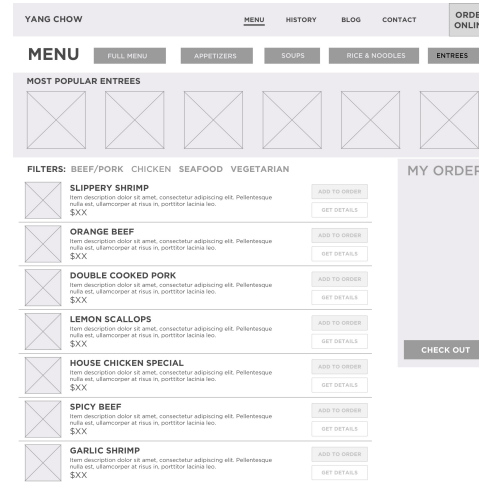 YANG CHOW
MENU HISTORY BLOG CONTACT
MENU
FULL MENU APPETIZERS SOUPS RICE & NOODLES ENTREES
MOST POPULAR ENTREES
FILTERS: BEEF/PORK CHICKEN SEAFOOD VEGETARIAN
MY ORDER
SLIPPERY SHRIMP
Item description dolor sit amet, consectetur adipiscing elit. Pellentesque
nulla est, ullamcorper at risus in, porttitor lacinia leo.
$XX
ADD TO ORDER
GET DETAILS
ORANGE BEEF
Item description dolor sit amet, consectetur adipiscing elit. Pellentesque
nulla est, ullamcorper at risus in, porttitor lacinia leo.
$XX
ADD TO ORDER
GET DETAILS
DOUBLE COOKED PORK
Item description dolor sit amet, consectetur adipiscing elit. Pellentesque
nulla est, ullamcorper at risus in, porttitor lacinia leo.
$XX
ADD TO ORDER
GET DETAILS
LEMON SCALLOPS
Item description dolor sit amet, consectetur adipiscing elit. Pellentesque
nulla est, ullamcorper at risus in, porttitor lacinia leo.
$XX
ADD TO ORDER
GET DETAILS
HOUSE CHICKEN SPECIAL
Item description dolor sit amet, consectetur adipiscing elit. Pellentesque
nulla est, ullamcorper at risus in, porttitor lacinia leo.
$XX
ADD TO ORDER
GET DETAILS
CHECK OUT
SPICY BEEF
Item description dolor sit amet, consectetur adipiscing elit. Pellentesque
nulla est, ullamcorper at risus in, porttitor lacinia leo.
$XX
ADD TO ORDER
GET DETAILS
GARLIC SHRIMP
Item description dolor sit amet, consectetur adipiscing elit. Pellentesque
nulla est, ullamcorper at risus in, porttitor lacinia leo.
$XX
ADD TO ORDER
GET DETAILS